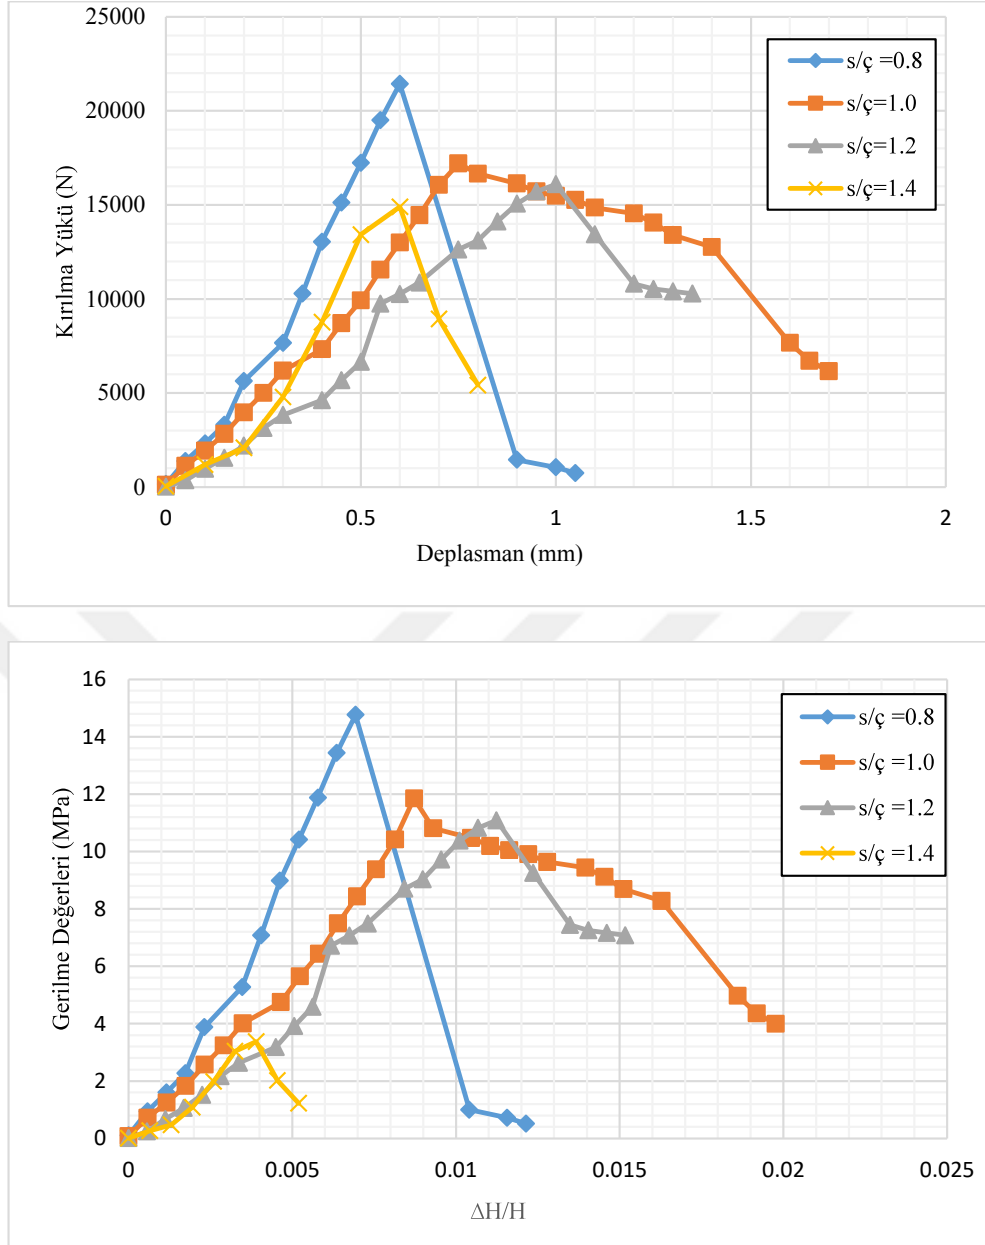 25000
20000
15000
10000
5000
0
0
0.5
1
1.5
2
Kırılma Yükü (N)
Deplasman (mm)
s/ç =0.8
s/ç=1.0
s/ç=1.2
s/ç=1.4
16
14
12
10
8
6
4
2
0
0
0.005
0.01
0.015
0.02
0.025
Gerilme Değerleri (MPa)
∆H/H
s/ç =0.8
s/ç =1.0
s/ç =1.2
s/ç =1.4